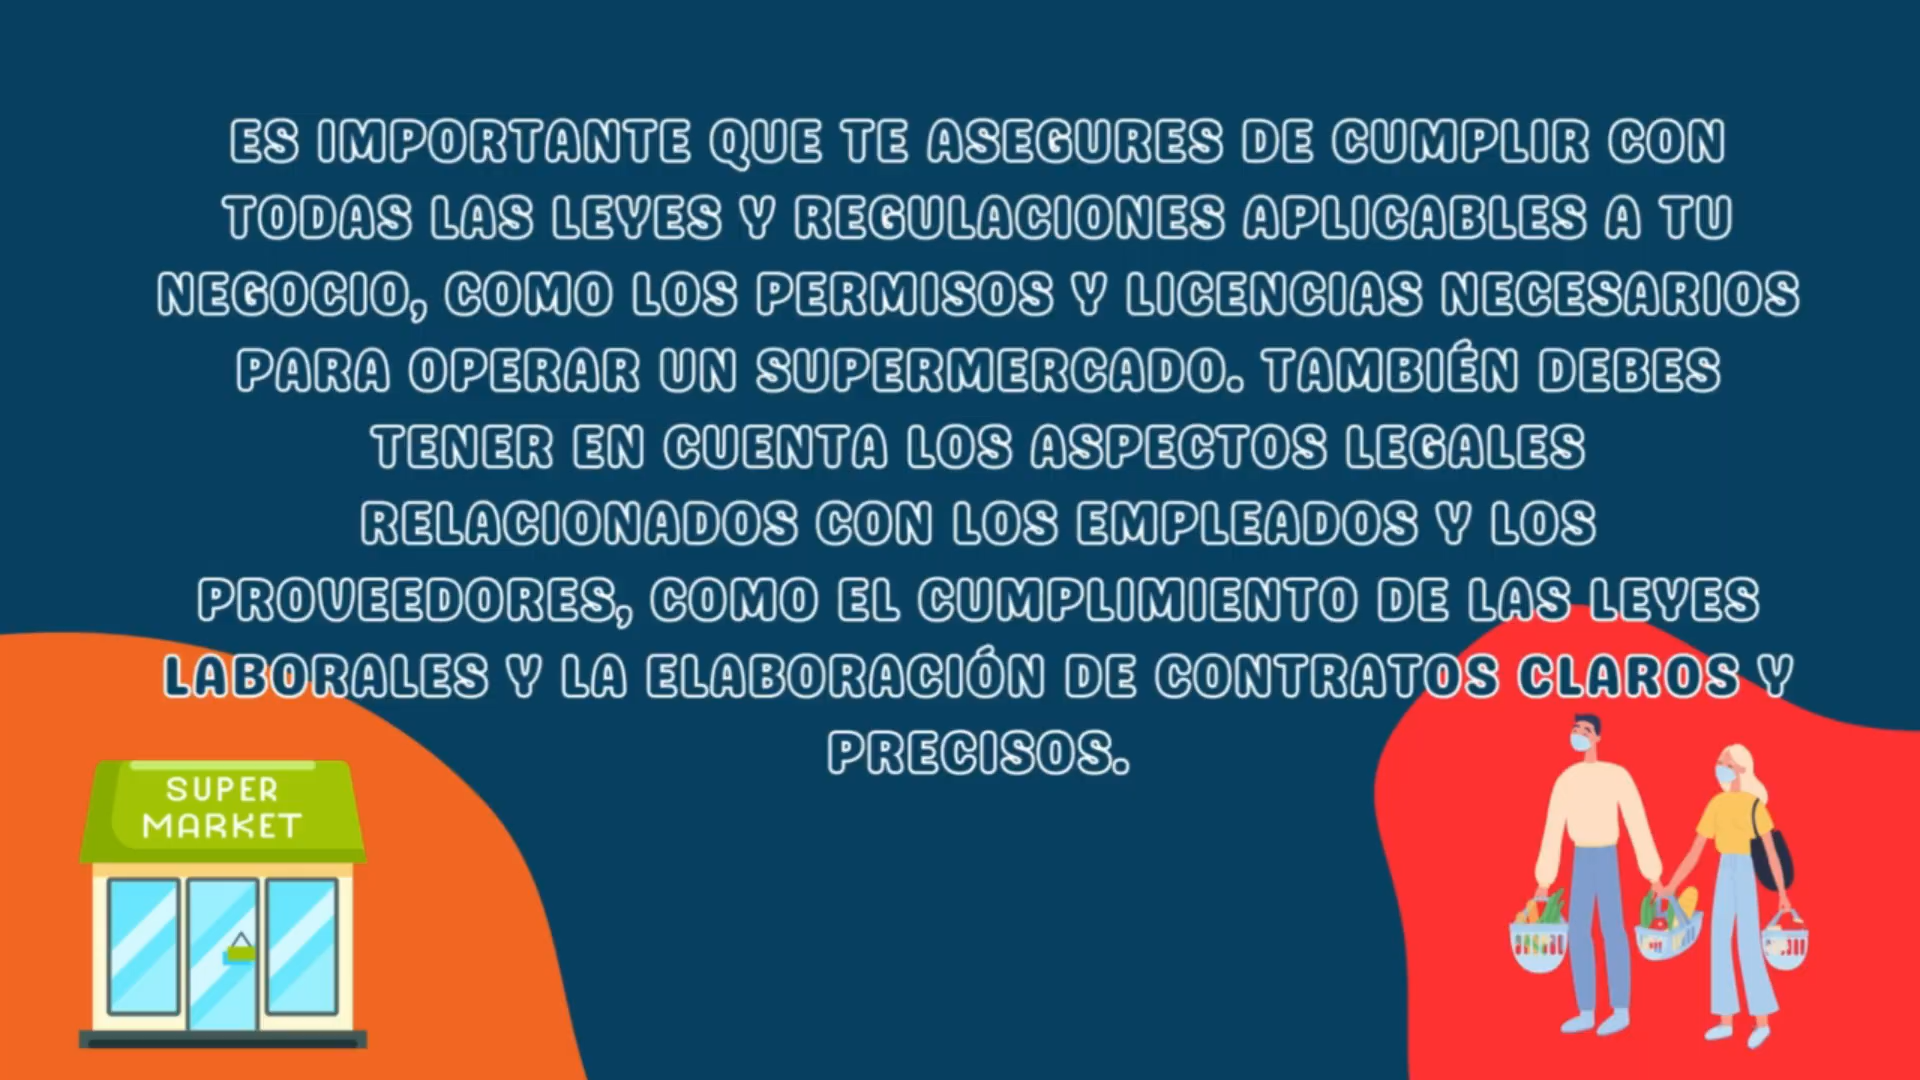 ES IMPORTANTE QUE TE ASEGURES DE CUMPLIR CON
TODAS LAS LEYES Y REGULACIONES APLICABLES A TU
NEGOCIO, COMO LOS PERMISOS Y LICENCIAS NECESARIOS
PARA OPERAR UN SUPERMERCADO. TAMBIÉN DEBES
TENER EN CUENTA LOS ASPECTOS LEGALES
RELACIONADOS CON LOS EMPLEADOS Y LOS
PROVEEDORES, COMO EL CUMPLIMIENTO DE LAS LEYES
LABORALES Y LA ELABORACIÓN DE CONTRATOS CLAROS Y
PRECISOS.
SUPER
MARKET